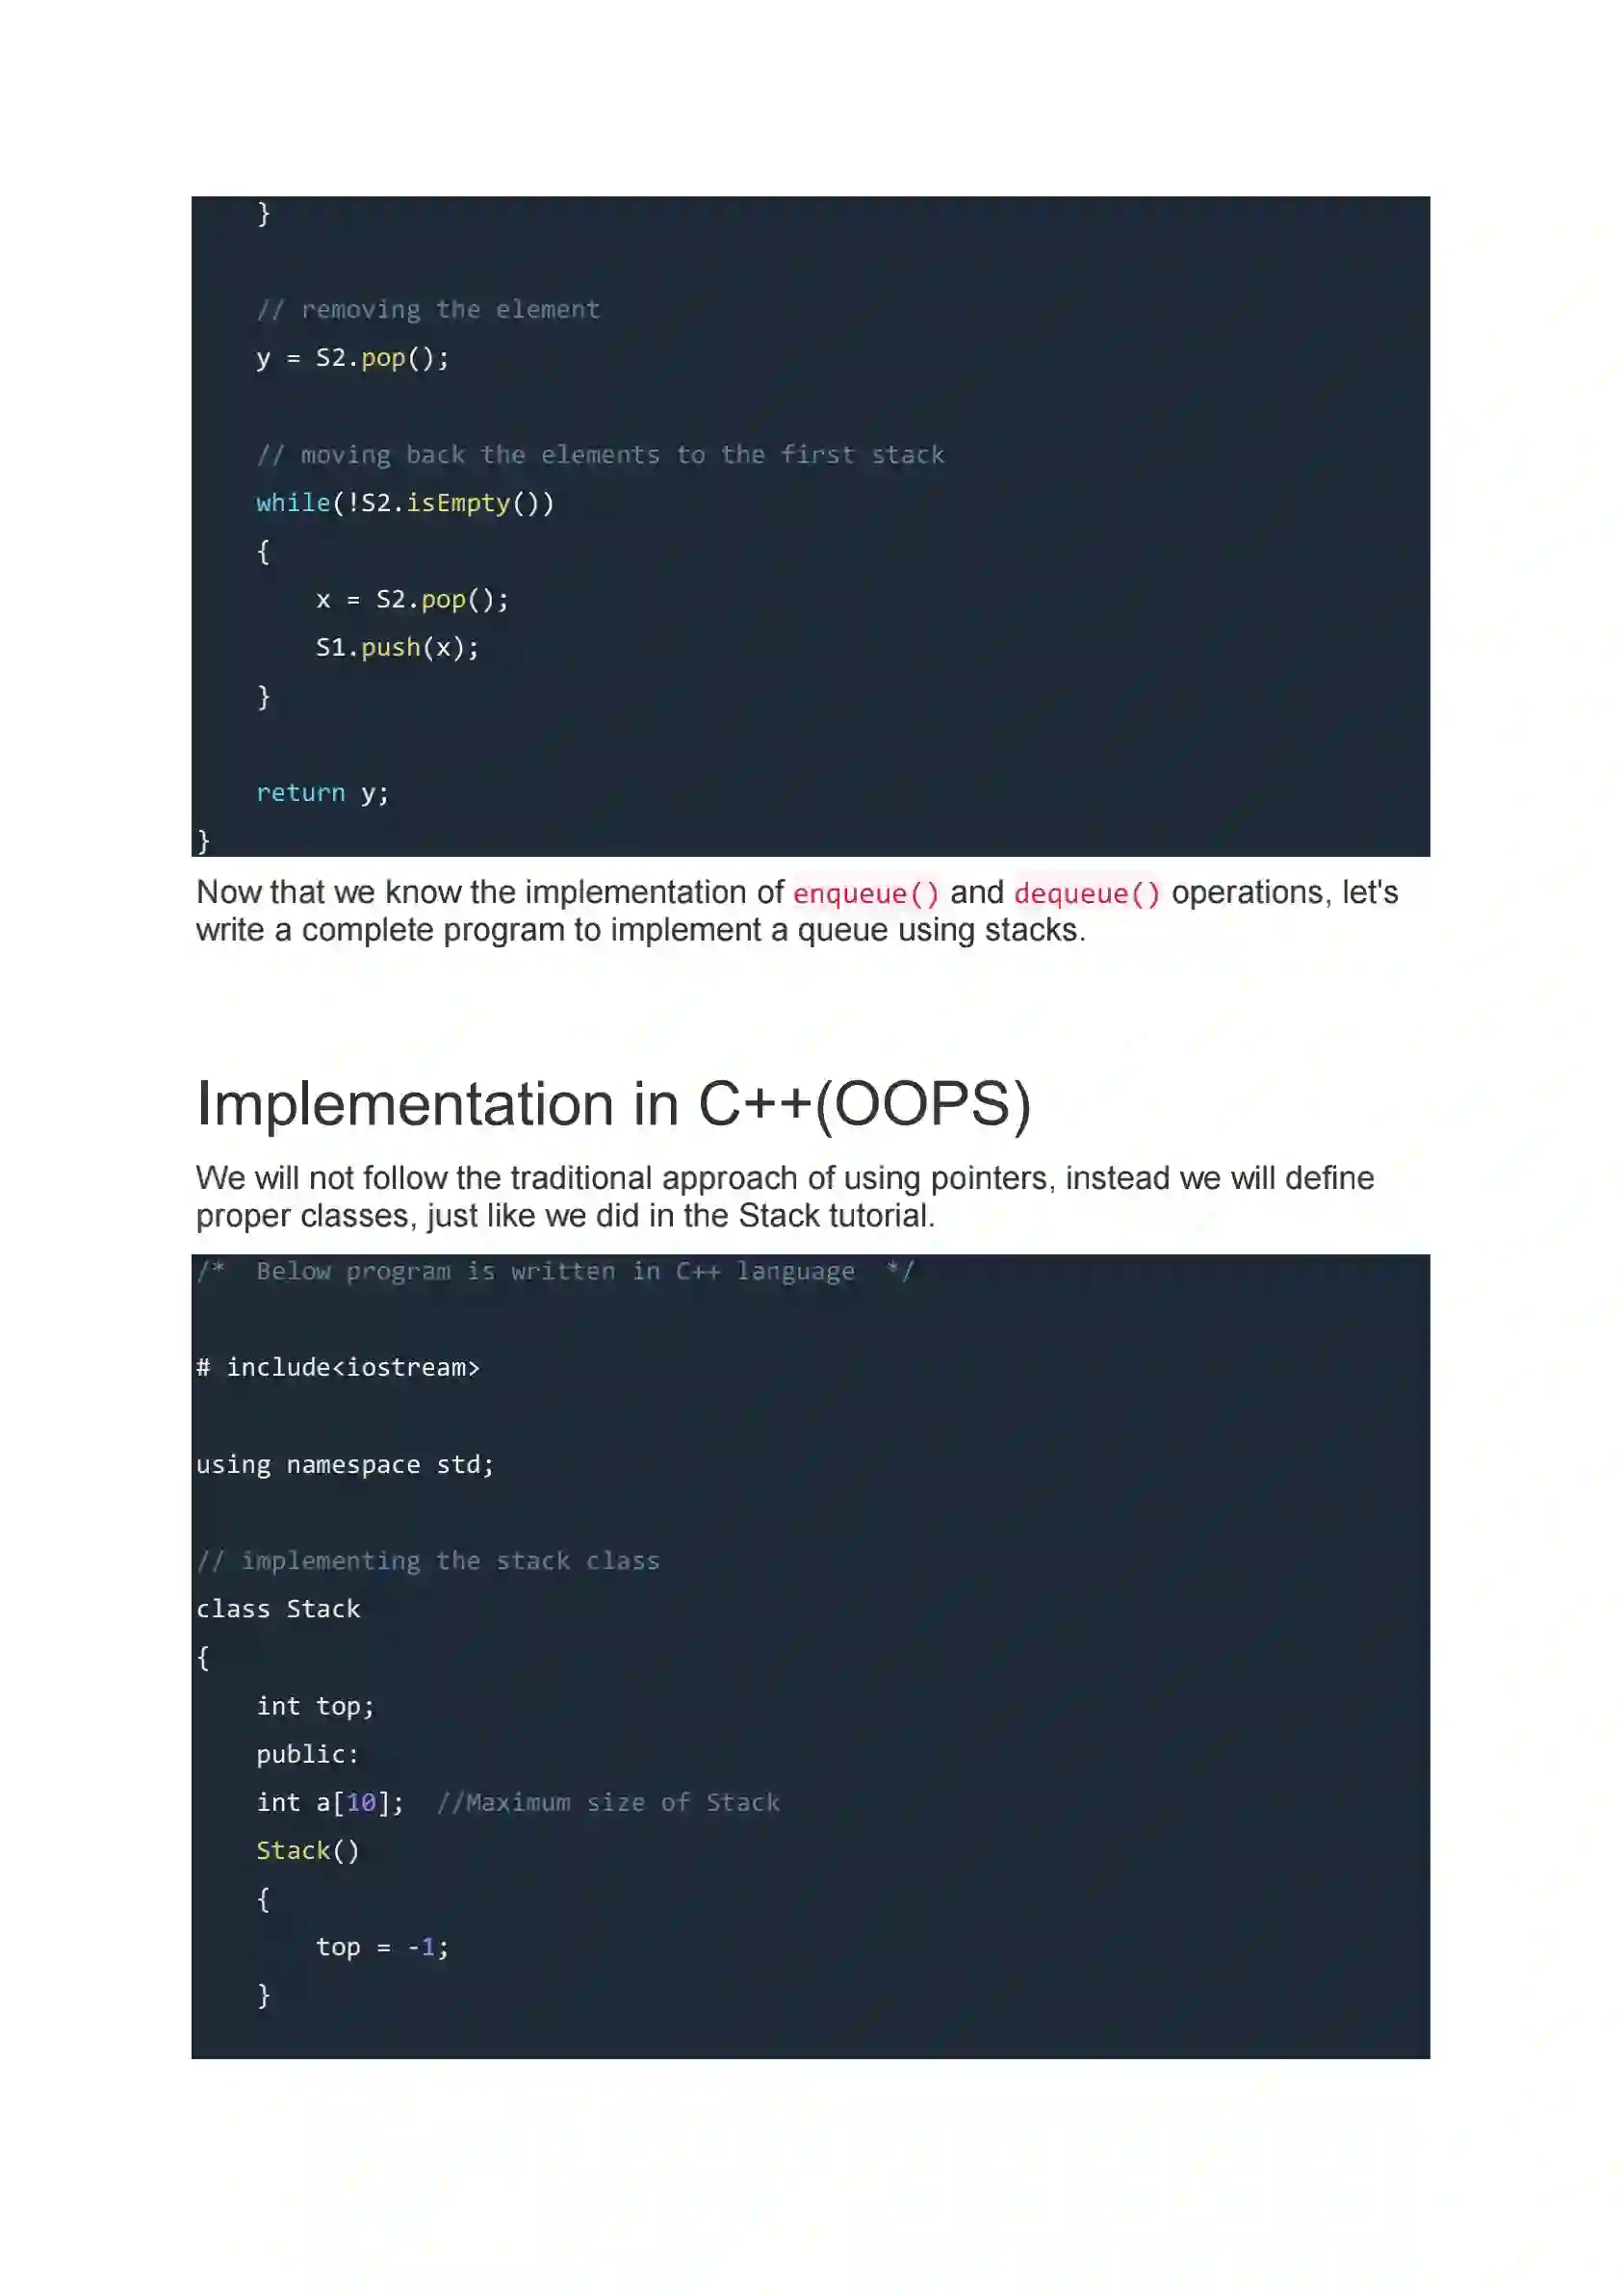 }
// removing the element
y = S2.pop();
// moving back the elements to the first stack
while(!S2.isEmpty())
{
x = S2.pop();
S1.push(x);
}
return y;
}
Now that we know the implementation of enqueue() and dequeue() operations, let's
write a complete program to implement a queue using stacks.
Implementation in C++(OOPS)
We will not follow the traditional approach of using pointers, instead we will define
proper classes, just like we did in the Stack tutorial.
/*  Below program is written in C++ language  */
# include<iostream>
using namespace std;
// implementing the stack class
class Stack
{
int top;
public:
int a[10];  //Maximum size of Stack
Stack()
{
top = -1;
}